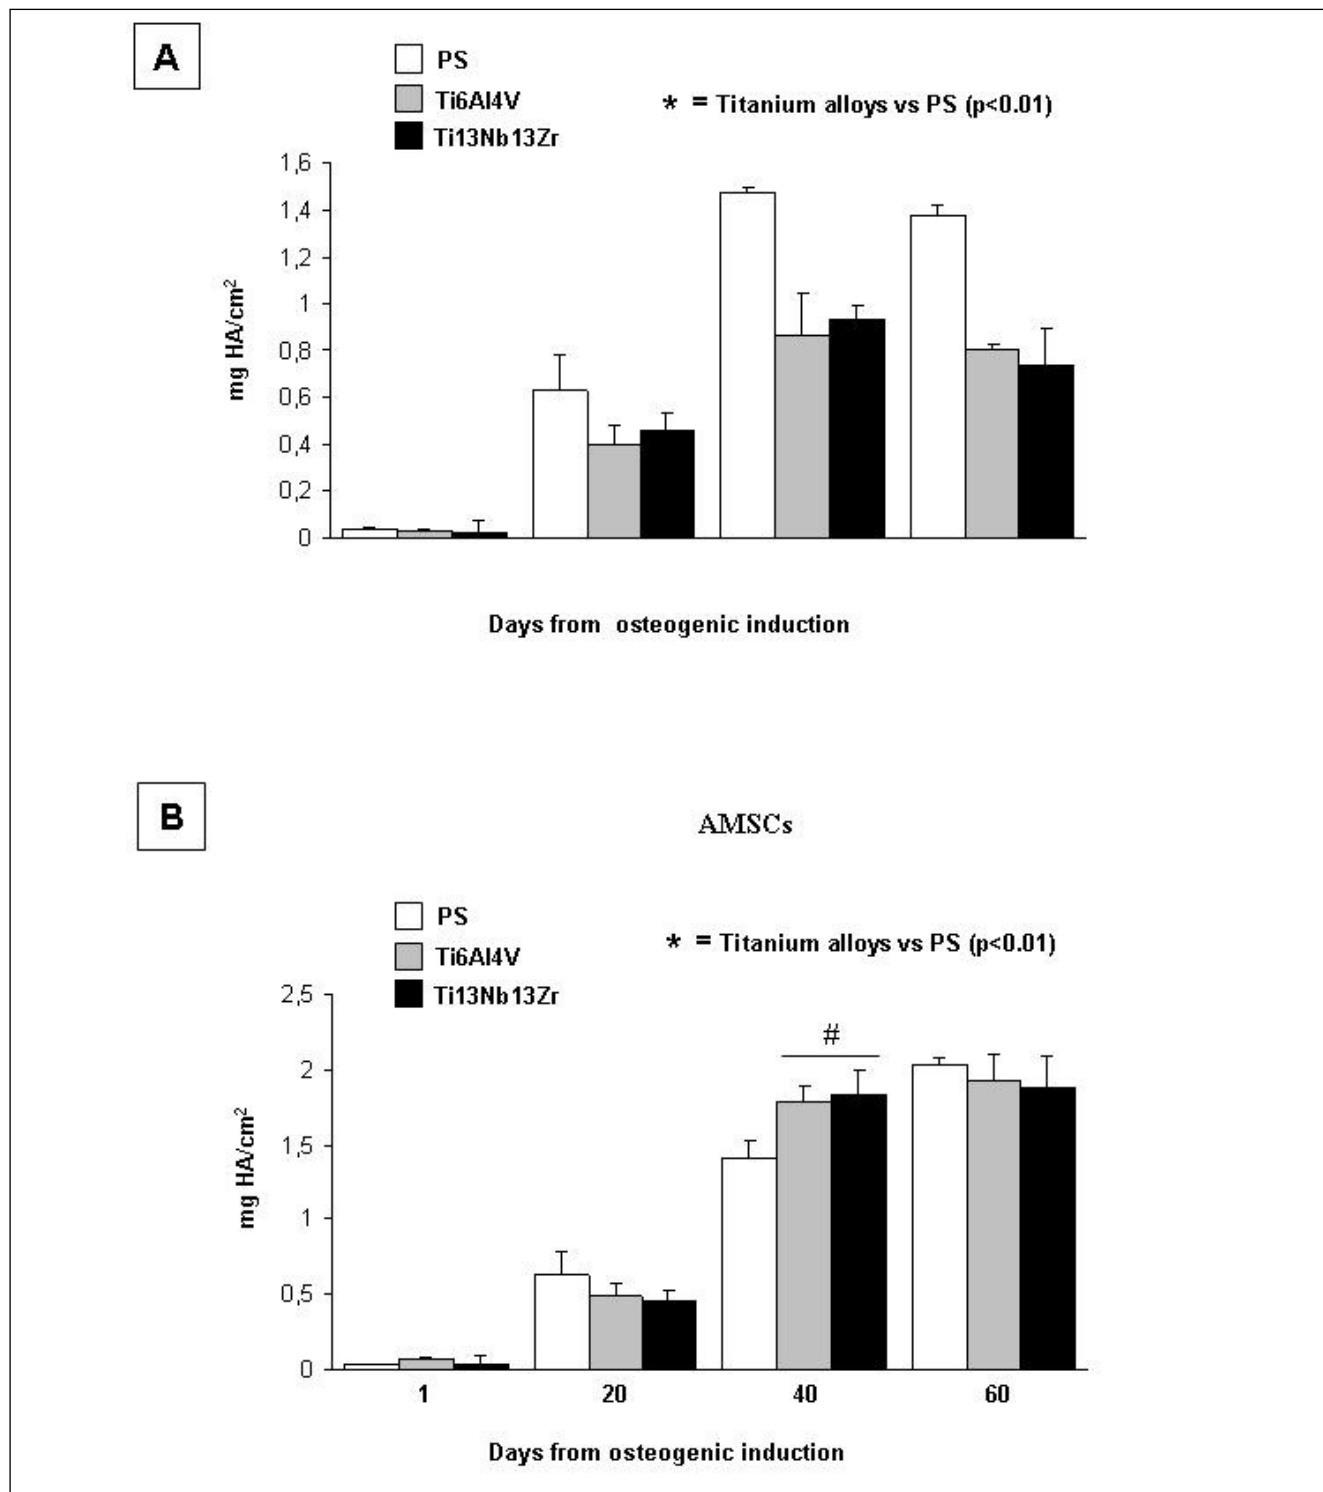 A
PS
Ti6Al4V
Ti13Nb13Zr
* = Titanium alloys vs PS (p<0.01)
1,6
1,4
1,2
1
0,8
0,6
0,4
0,2
0
mg HA/cm²
Days from osteogenic induction
B
AMSCs
PS
Ti6Al4V
Ti13Nb13Zr
* = Titanium alloys vs PS (p<0.01)
#
2,5
2
1,5
1
0,5
0
mg HA/cm²
1 20 40 60
Days from osteogenic induction